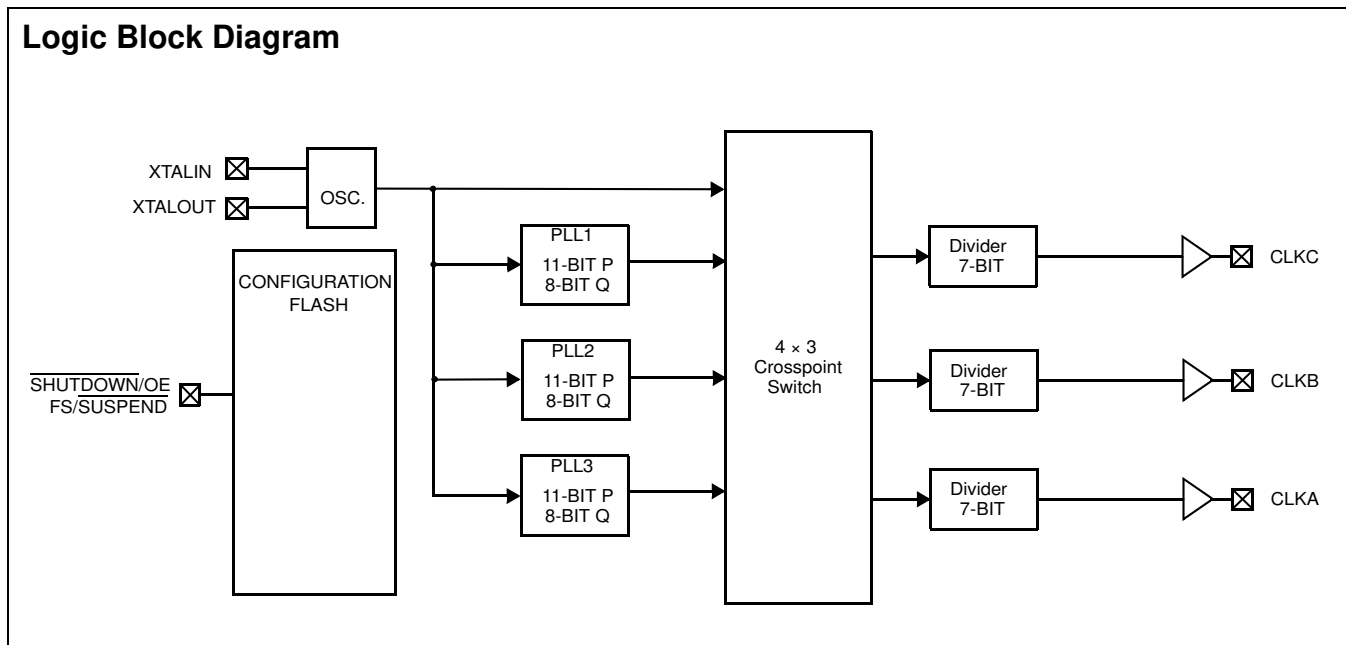 Logic Block Diagram
XTALIN
XTALOUT
OSC.
CONFIGURATION
FLASH
SHUTDOWN/OE
FS/SUSPEND
PLL1
11-BIT P
8-BIT Q
PLL2
11-BIT P
8-BIT Q
PLL3
11-BIT P
8-BIT Q
4 × 3
Crosspoint
Switch
Divider
7-BIT
CLKC
Divider
7-BIT
CLKB
Divider
7-BIT
CLKA